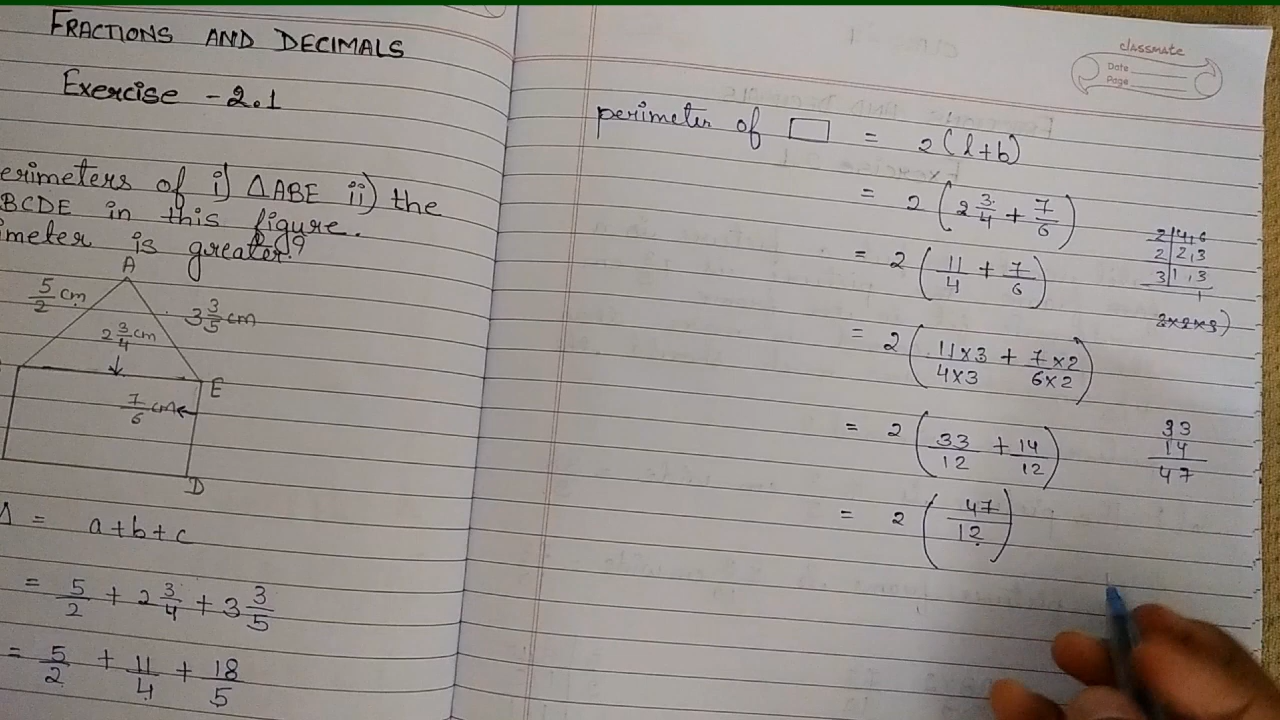 FRACTIONS AND DECIMALS
Exercise - 2.1
erimeters of i) ΔABE ii) the
BCDE in this figure.
imeter is greater?
A
5/2 cm
3 3/5 cm
2 3/4 cm
E
7/6 cm
D
Δ = a+b+c
= 5/2 + 2 3/4 + 3 3/5
= 5/2 + 11/4 + 18/5
classmate
Date
Page
perimeter of ▭ = 2(l+b)
= 2(2 3/4 + 7/6)
= 2(11/4 + 7/6)
2|4,6
2|2,3
3|1,3
1
2×2×3)
= 2(11×3/4×3 + 7×2/6×2)
= 2(33/12 + 14/12)
33
14
47
= 2(47/12)